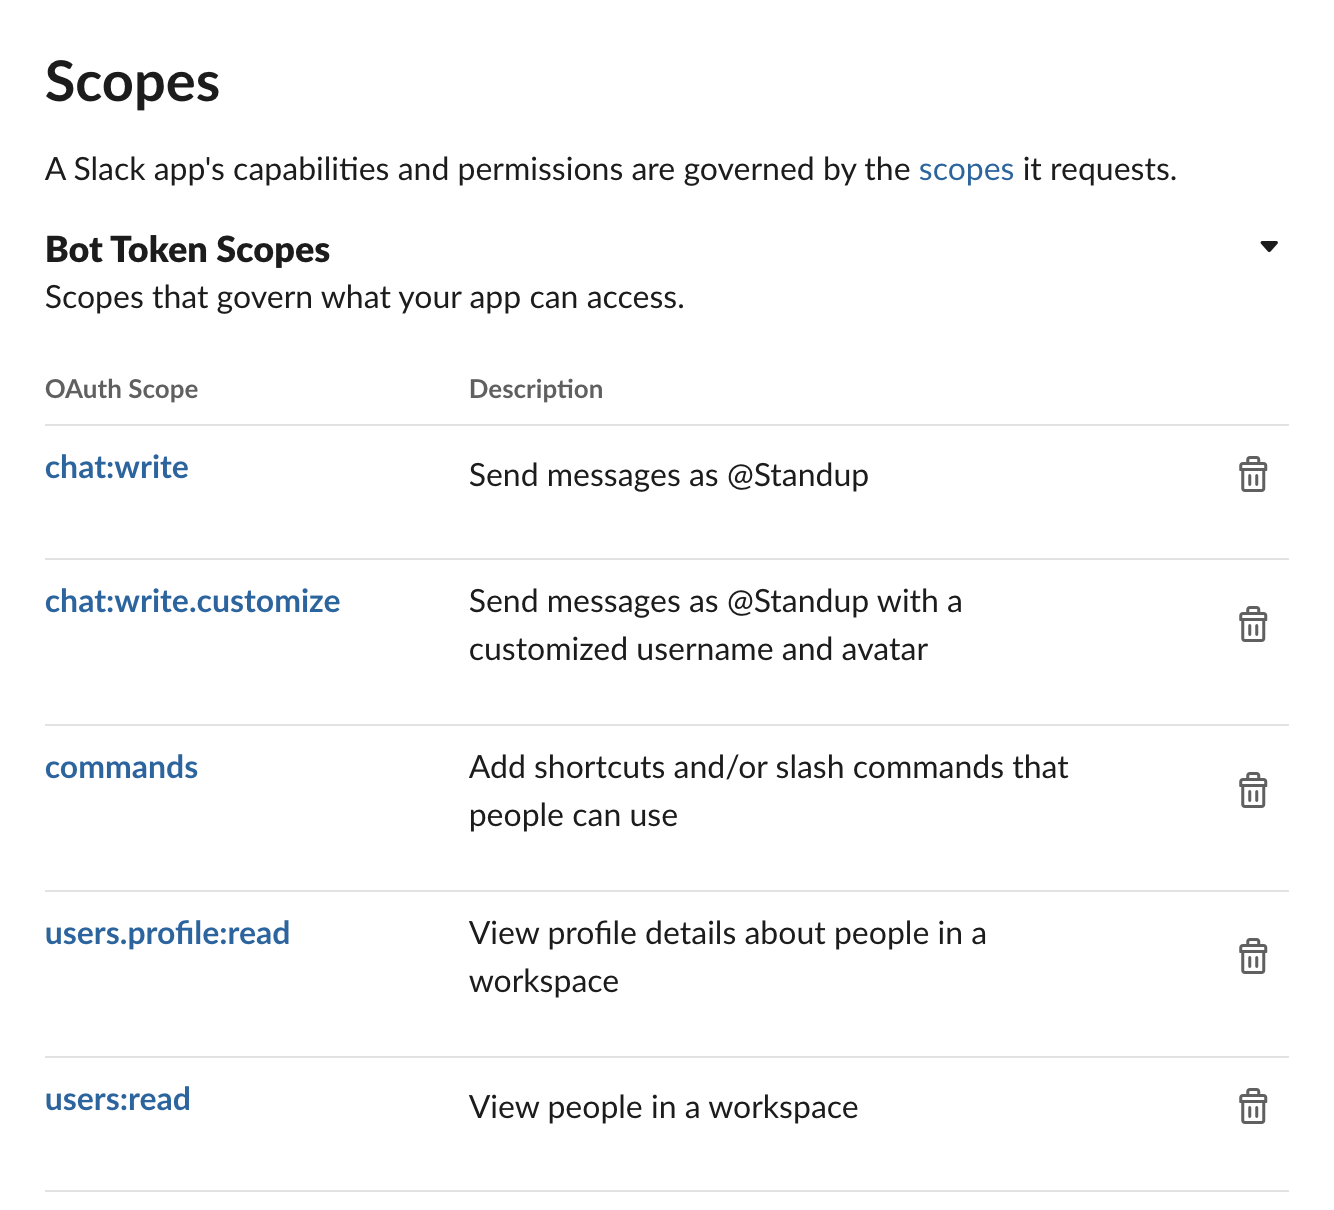 Scopes
A Slack app's capabilities and permissions are governed by the scopes it requests.
Bot Token Scopes
Scopes that govern what your app can access.
OAuth Scope Description
chat:write Send messages as @Standup
chat:write.customize Send messages as @Standup with a
customized username and avatar
commands Add shortcuts and/or slash commands that
people can use
users.profile:read View profile details about people in a
workspace
users:read View people in a workspace